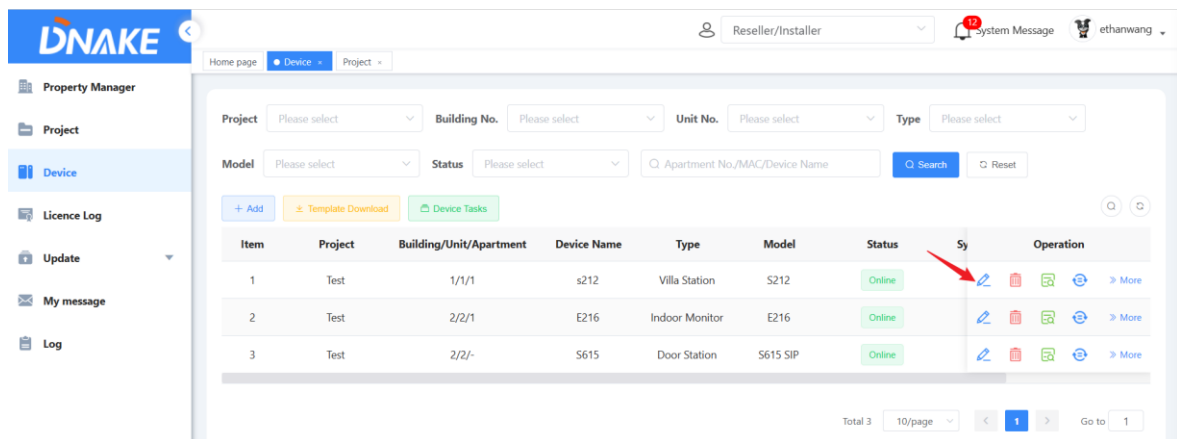 DNAKE
Reseller/Installer
12
System Message
ethanwang
Home page
Device ×
Project ×
Property Manager
Project
Device
Licence Log
Update
My message
Log
Project Please select Building No. Please select Unit No. Please select Type Please select
Model Please select Status Please select Apartment No./MAC/Device Name Search Reset
+ Add Template Download Device Tasks
Item Project Building/Unit/Apartment Device Name Type Model Status Sy Operation
1 Test 1/1/1 s212 Villa Station S212 Online » More
2 Test 2/2/1 E216 Indoor Monitor E216 Online » More
3 Test 2/2/- S615 Door Station S615 SIP Online » More
Total 3 10/page < 1 > Go to 1